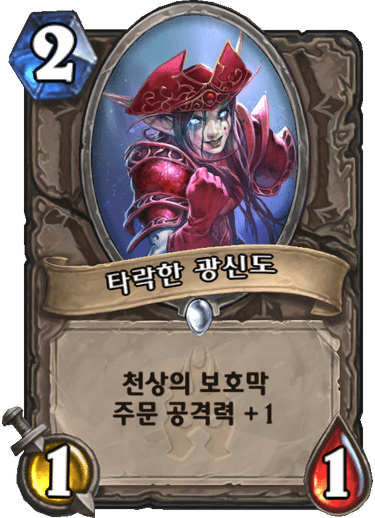 2
타락한 광신도
천상의 보호막
주문 공격력 +1
1
1